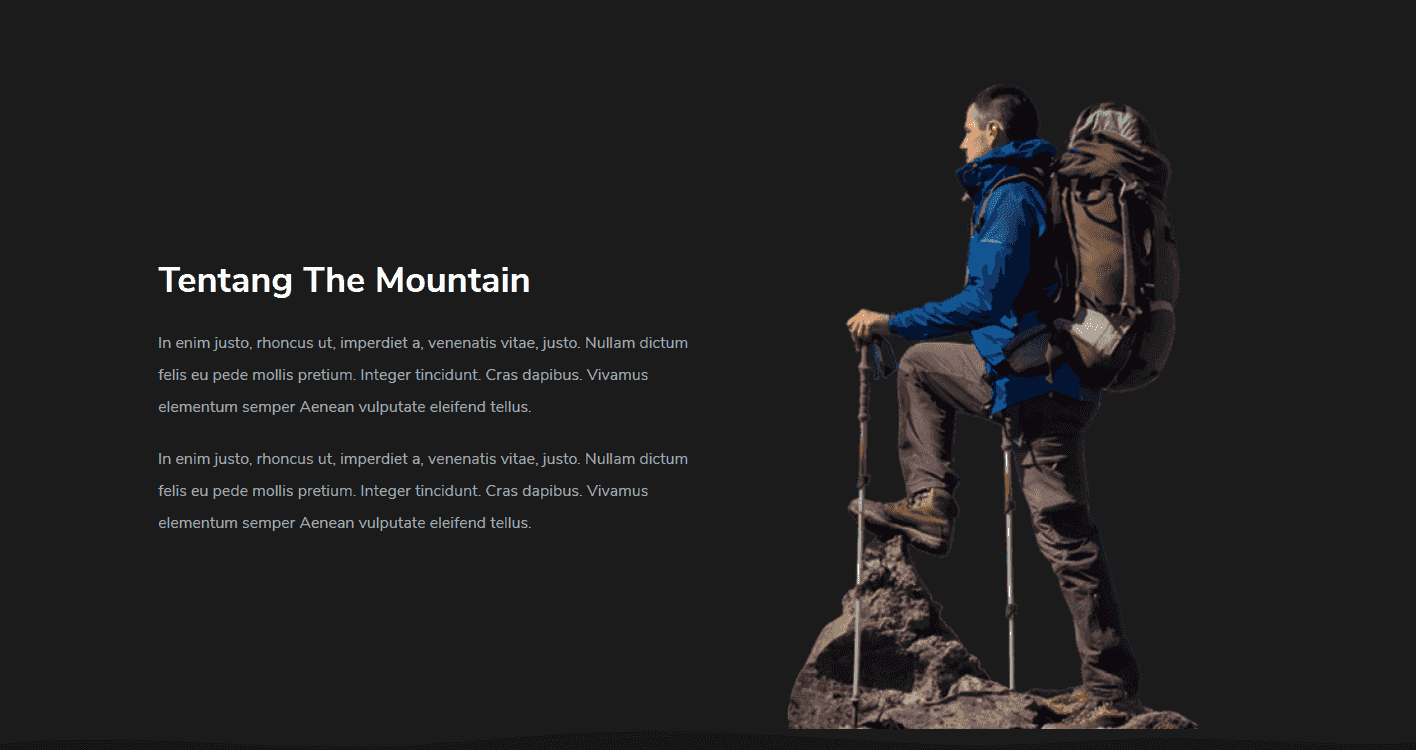 Tentang The Mountain
In enim justo, rhoncus ut, imperdiet a, venenatis vitae, justo. Nullam dictum
felis eu pede mollis pretium. Integer tincidunt. Cras dapibus. Vivamus
elementum semper Aenean vulputate eleifend tellus.
In enim justo, rhoncus ut, imperdiet a, venenatis vitae, justo. Nullam dictum
felis eu pede mollis pretium. Integer tincidunt. Cras dapibus. Vivamus
elementum semper Aenean vulputate eleifend tellus.